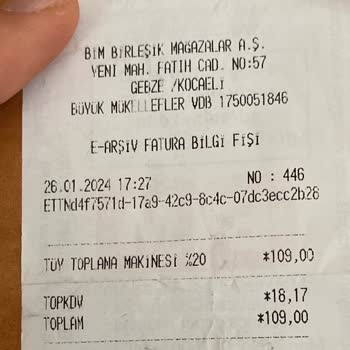 BİM BİRLEŞİK MAĞAZALAR A.Ş.
YENİ MAH. FATİH CAD. NO:57
GEBZE /KOCAELİ
BÜYÜK MÜKELLEFLER VDB 1750051846
E-ARŞİV FATURA BİLGİ FİŞİ
26.01.2024 17:27 NO : 446
ETTNd4f7571d-17a9-42c9-8c4c-07dc3ecc2b28
TÜY TOPLAMA MAKİNESİ %20 *109,00
TOPKDV *18,17
TOPLAM *109,00